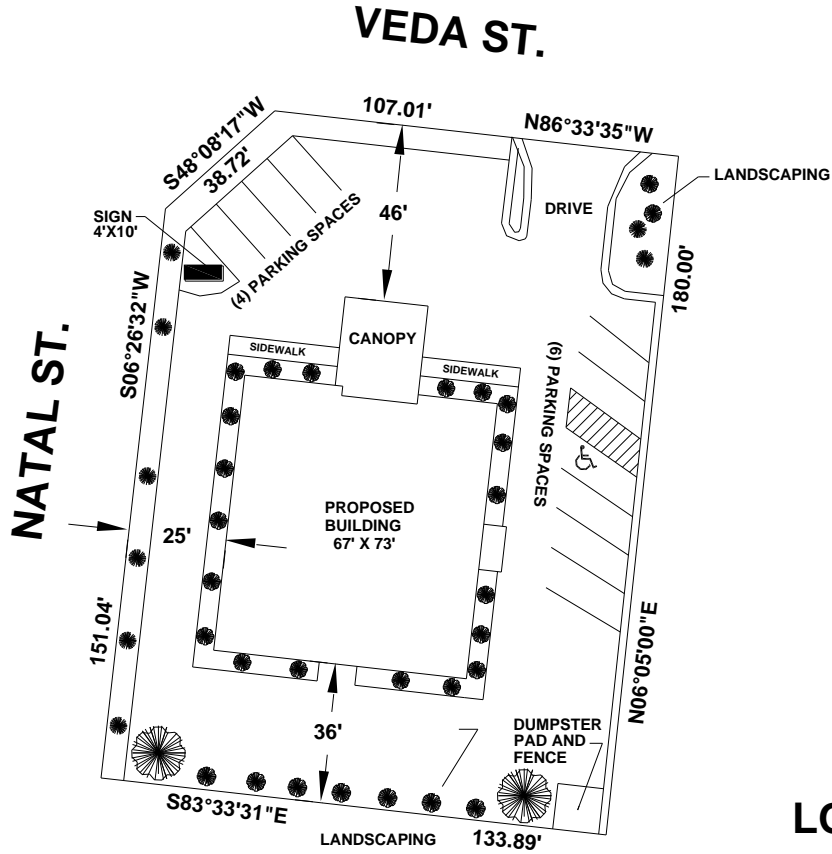 VEDA ST.
107.01'
N86°33'35"W
S48°08'17"W
38.72'
LANDSCAPING
SIGN
4'X10'
46'
DRIVE
(4) PARKING SPACES
180.00'
S06°26'32"W
NATAL ST.
CANOPY
SIDEWALK
SIDEWALK
(6) PARKING SPACES
PROPOSED
BUILDING
67' X 73'
25'
151.04'
N06°05'00"E
36'
DUMPSTER
PAD AND
FENCE
S83°33'31"E
LANDSCAPING
133.89'